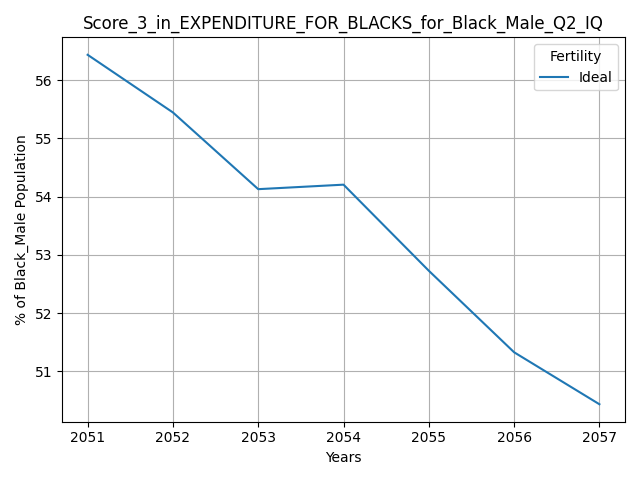 Score_3_in_EXPENDITURE_FOR_BLACKS_for_Black_Male_Q2_IQ
Fertility
Ideal
% of Black_Male Population
56
55
54
53
52
51
2051 2052 2053 2054 2055 2056 2057
Years